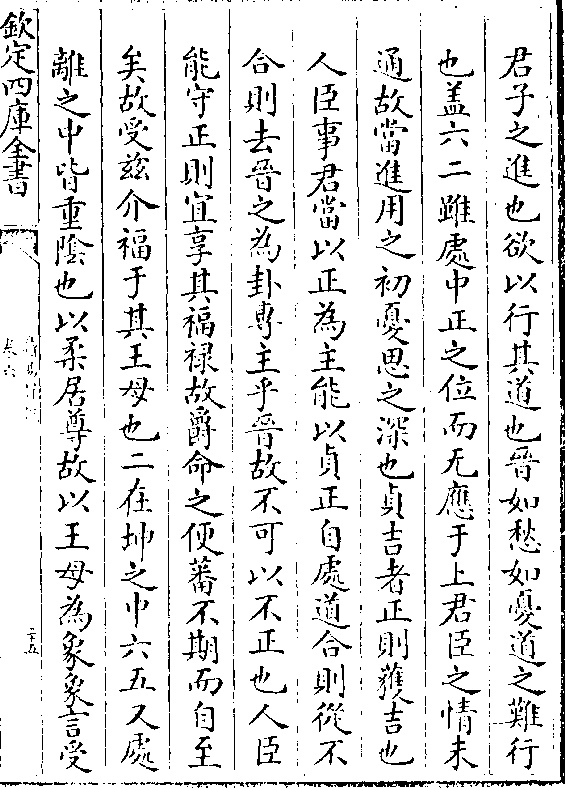 君子之進也欲以行其道也晉如愁如憂道之難行
也盖六二雖處中正之位而无應于上君臣之情未
通故當進用之初憂思之深也貞吉者正則獲吉也
人臣事君當以正為主能以貞正自處道合則從不
合則去晉之為卦專主乎晉故不可以不正也人臣
能守正則宜享其福禄故爵命之使蕃不期而自至
矣故受兹介福于其王母也二在坤之中六五又處
離之中皆重陰也以柔居尊故以王母為象象言受
欽定四庫全書
卷六
二十五